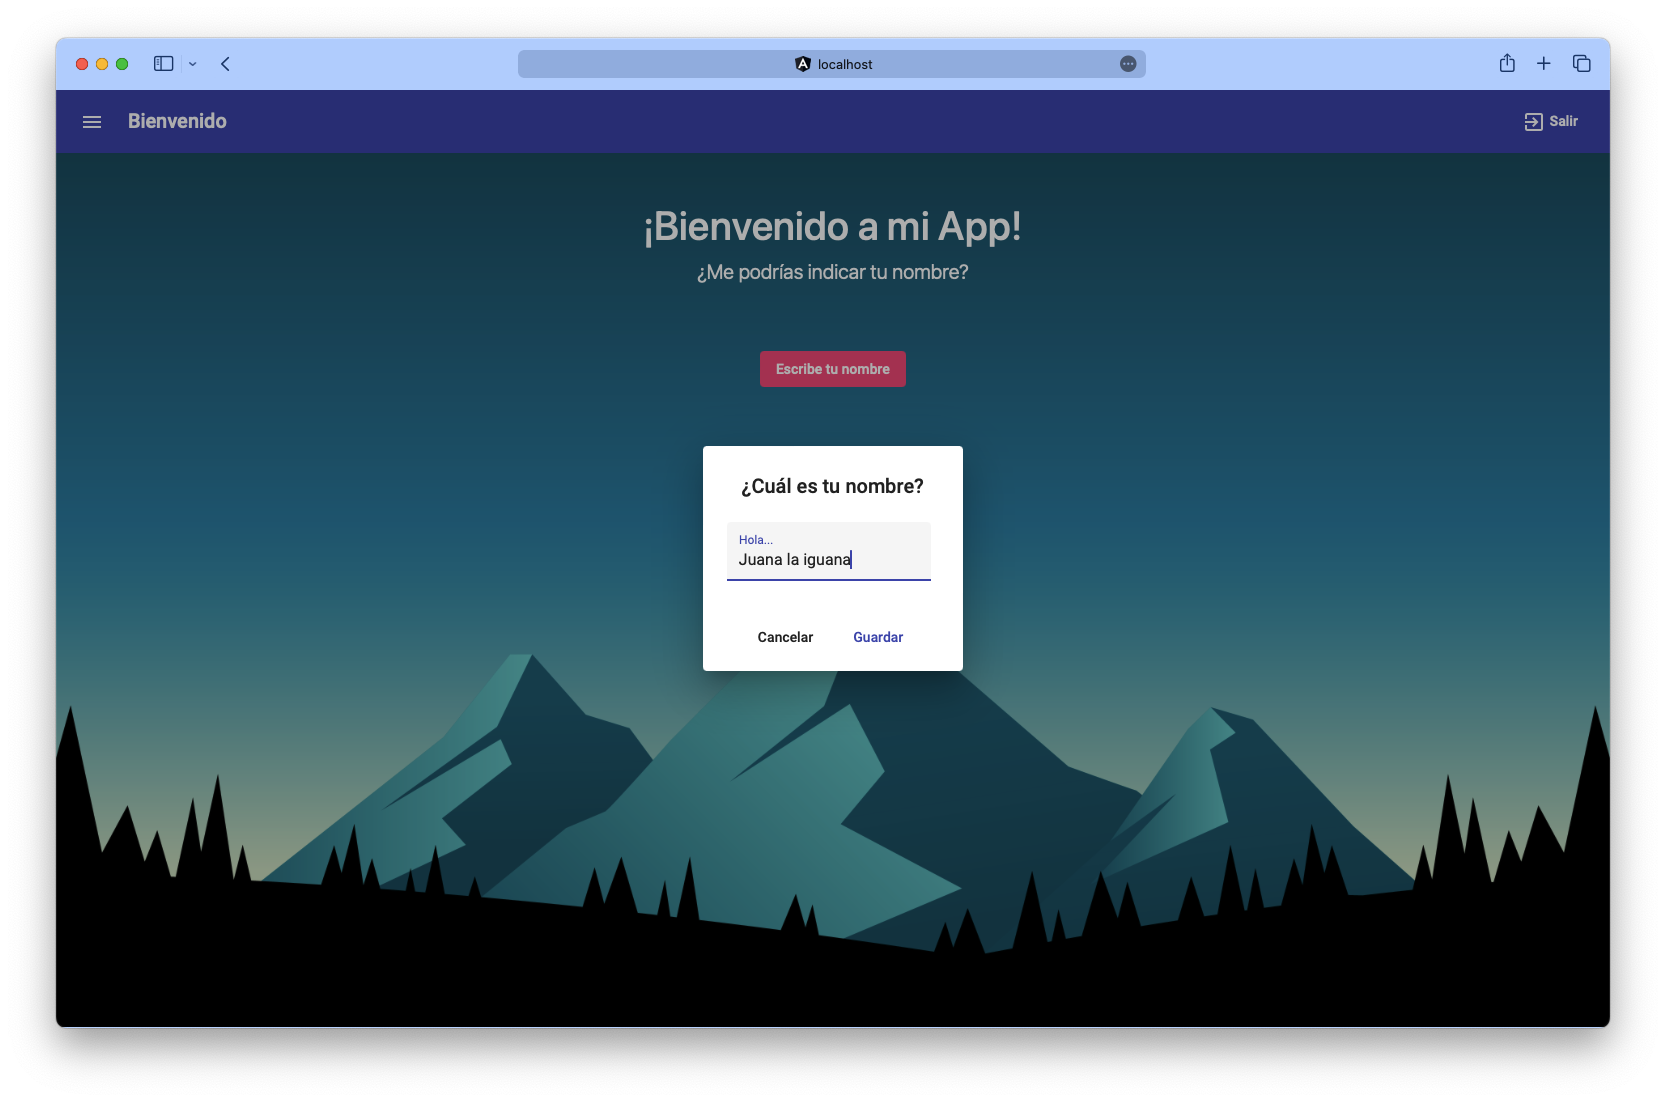 localhost
Bienvenido
Salir
¡Bienvenido a mi App!
¿Me podrías indicar tu nombre?
Escribe tu nombre
¿Cuál es tu nombre?
Hola...
Juana la iguana
Cancelar Guardar